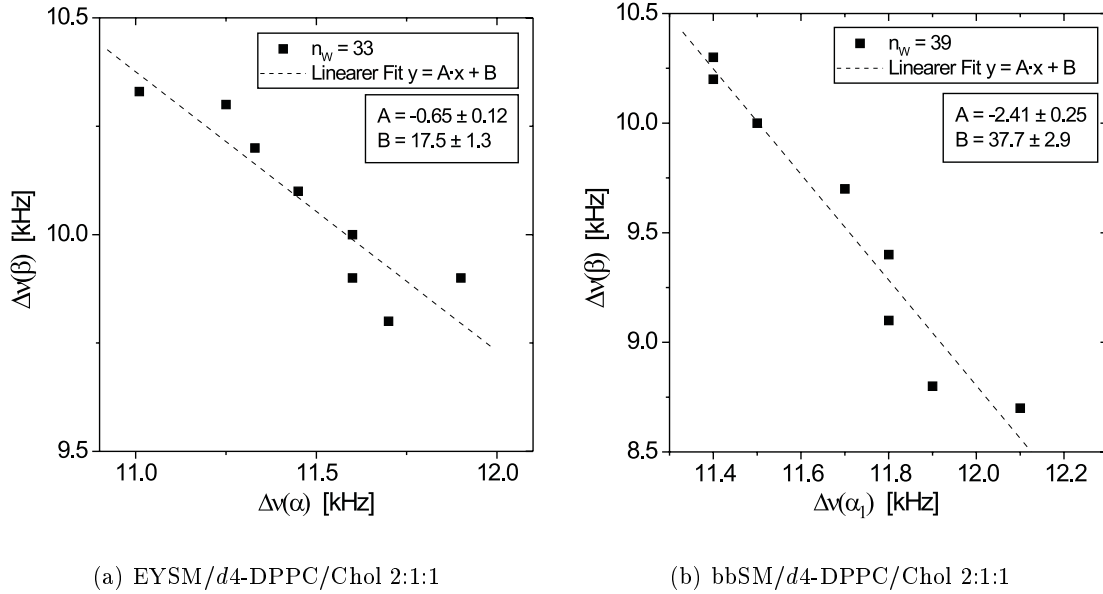 10.5
10.0
9.5
11.0 11.5 12.0
Δν(β) [kHz]
Δν(α) [kHz]
n_W = 33
Linearer Fit y = A·x + B
A = -0.65 ± 0.12
B = 17.5 ± 1.3
(a) EYSM/d4-DPPC/Chol 2:1:1
10.5
10.0
9.5
9.0
8.5
11.4 11.6 11.8 12.0 12.2
Δν(β) [kHz]
Δν(α₁) [kHz]
n_W = 39
Linearer Fit y = A·x + B
A = -2.41 ± 0.25
B = 37.7 ± 2.9
(b) bbSM/d4-DPPC/Chol 2:1:1